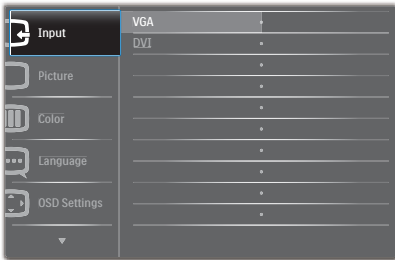 Input
Picture
Color
Language
OSD Settings
VGA
DVI